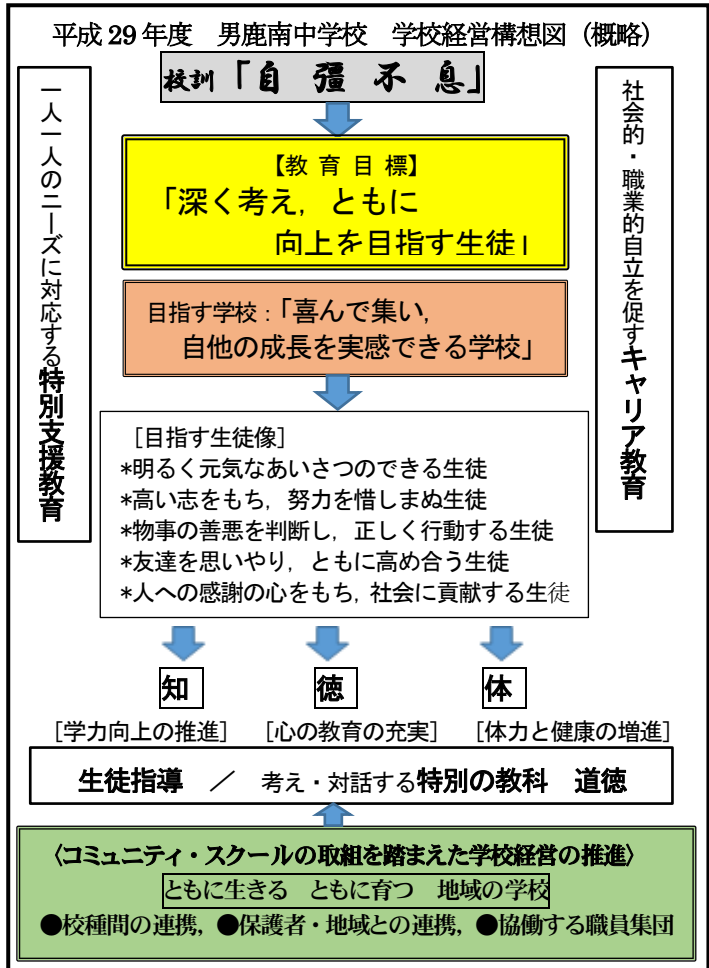 平成29年度　男鹿南中学校　学校経営構想図（概略）
校訓「自　彊　不　息」
一人一人のニーズに対応する特別支援教育
社会的・職業的自立を促すキャリア教育
【教 育 目 標】
「深く考え，ともに
向上を目指す生徒」
目指す学校：「喜んで集い，
自他の成長を実感できる学校」
［目指す生徒像］
*明るく元気なあいさつのできる生徒
*高い志をもち，努力を惜しまぬ生徒
*物事の善悪を判断し，正しく行動する生徒
*友達を思いやり，ともに高め合う生徒
*人への感謝の心をもち，社会に貢献する生徒
知　徳　体
［学力向上の推進］　［心の教育の充実］　［体力と健康の増進］
生徒指導　／　考え・対話する特別の教科　道徳
〈コミュニティ・スクールの取組を踏まえた学校経営の推進〉
ともに生きる　ともに育つ　地域の学校
●校種間の連携，●保護者・地域との連携，●協働する職員集団